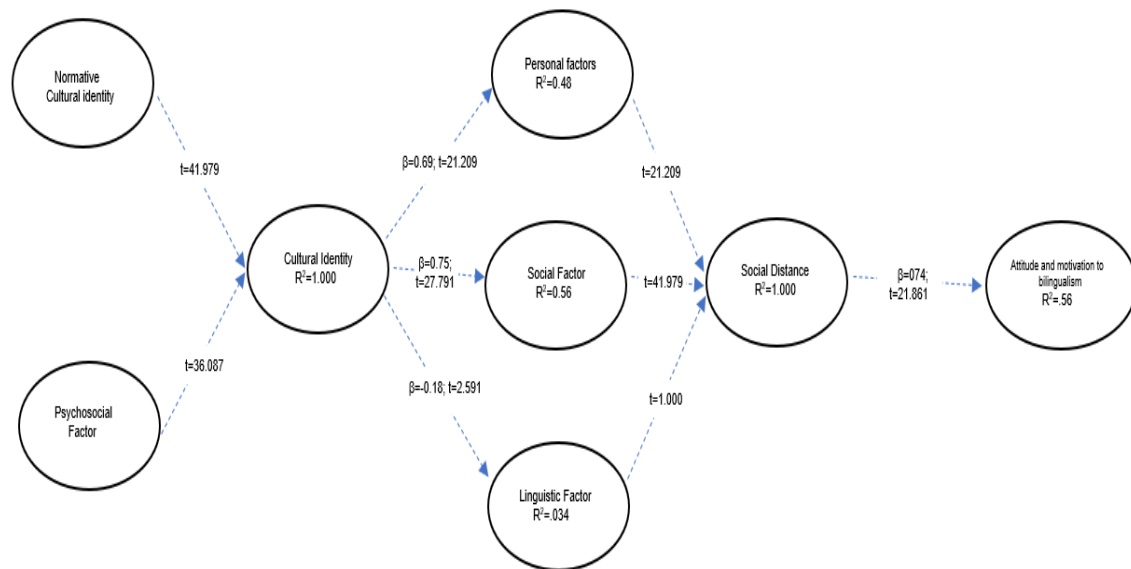 Normative
Cultural identity
Personal factors
R²=0.48
t=41.979
β=0.69; t=21.209
t=21.209
Cultural Identity
R²=1.000
β=0.75;
t=27.791
Social Factor
R²=0.56
t=41.979
Social Distance
R²=1.000
β=074;
t=21.861
Attitude and motivation to
bilingualism
R²=.56
t=36.087
β=-0.18; t=2.591
t=1.000
Psychosocial
Factor
Linguistic Factor
R²=.034